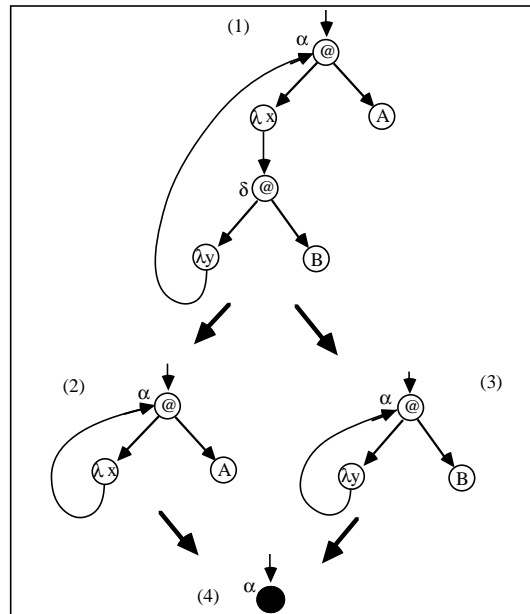 (1)
α @
λ x A
δ @
λy B
(2) (3)
α @ α @
λ x A λy B
(4) α